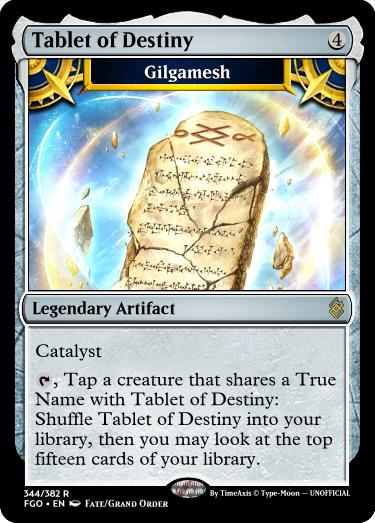 Tablet of Destiny 4
Gilgamesh
Legendary Artifact
Catalyst
, Tap a creature that shares a True
Name with Tablet of Destiny:
Shuffle Tablet of Destiny into your
library, then you may look at the top
fifteen cards of your library.
344/382 R
FGO • EN Fate/Grand Order
By TimeAxis © Type-Moon — UNOFFICIAL